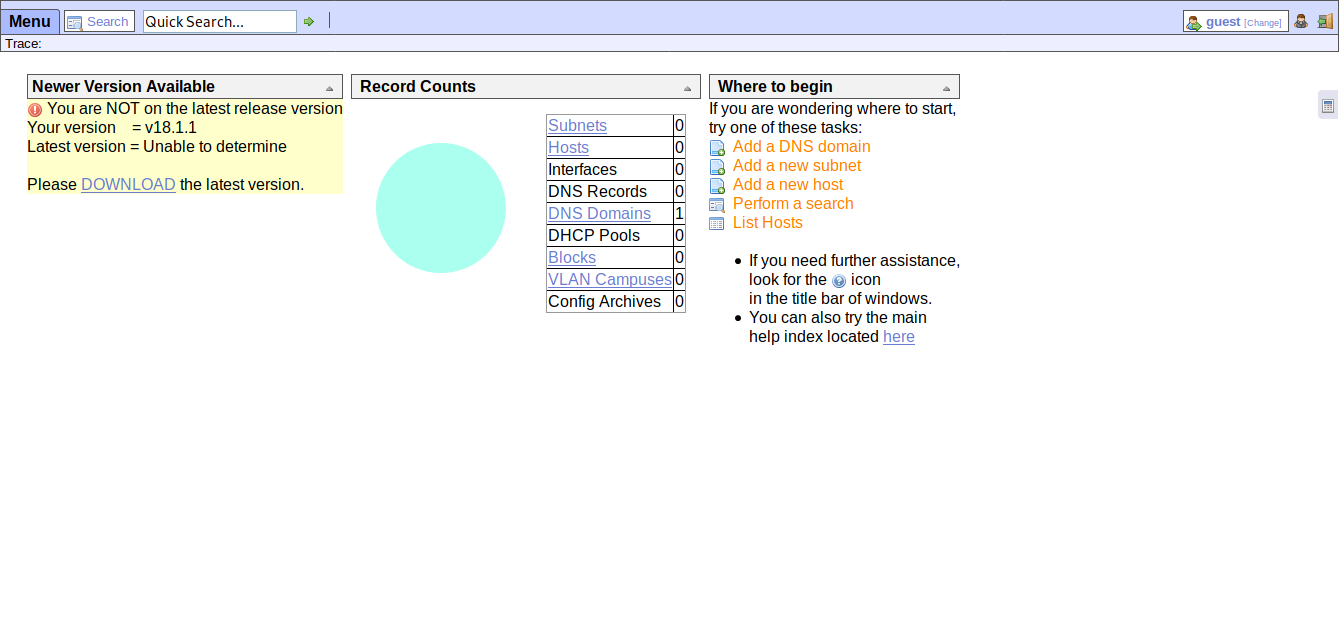 Menu Search Quick Search... guest [Change]
Trace:
Newer Version Available
You are NOT on the latest release version
Your version = v18.1.1
Latest version = Unable to determine
Please DOWNLOAD the latest version.
Record Counts
Subnets 0
Hosts 0
Interfaces 0
DNS Records 0
DNS Domains 1
DHCP Pools 0
Blocks 0
VLAN Campuses 0
Config Archives 0
Where to begin
If you are wondering where to start,
try one of these tasks:
Add a DNS domain
Add a new subnet
Add a new host
Perform a search
List Hosts
• If you need further assistance,
look for the ? icon
in the title bar of windows.
• You can also try the main
help index located here